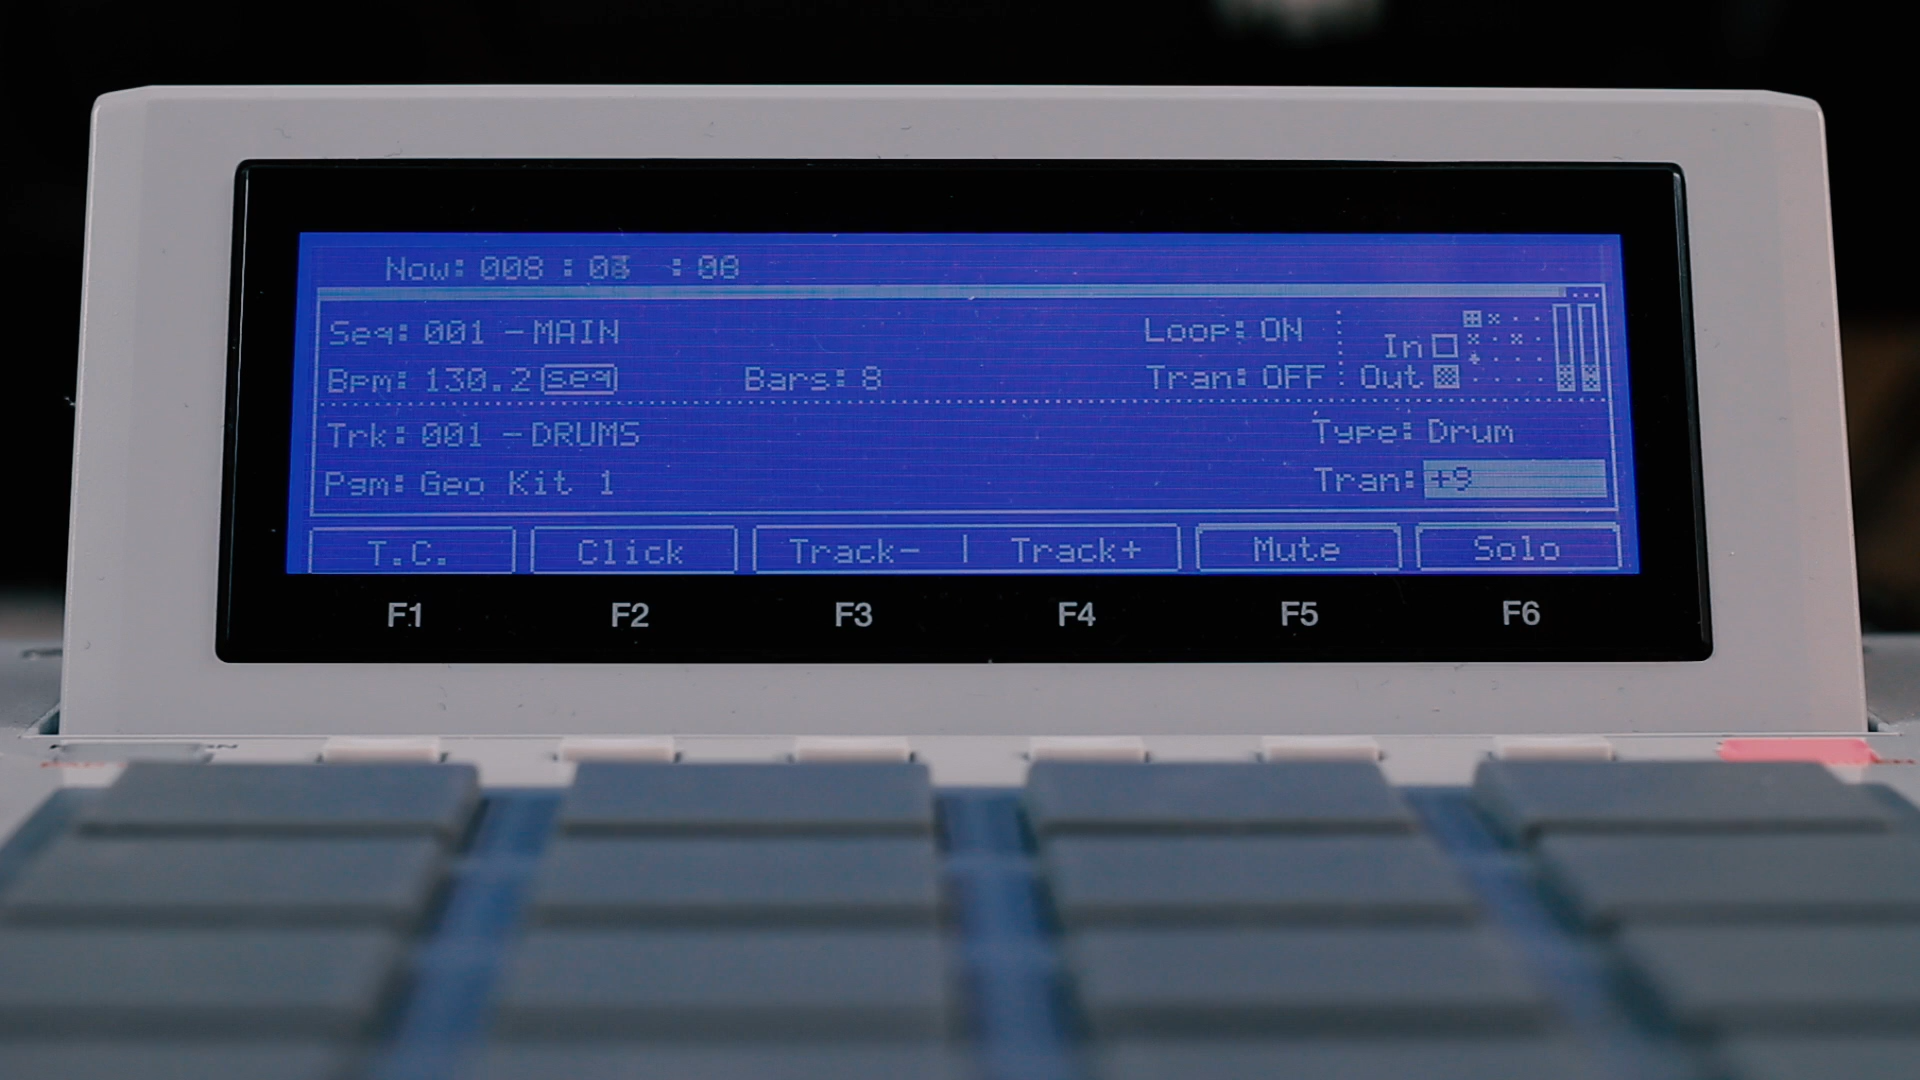 Now: 008 : : 08
Seq: 001 -MAIN Loop: ON In
Bpm: 130.2 seq Bars: 8 Tran: OFF Out
Trk: 001 -DRUMS Type: Drum
Pgm: Geo Kit 1 Tran: +9
T.C. Click Track- | Track+ Mute Solo
F1 F2 F3 F4 F5 F6